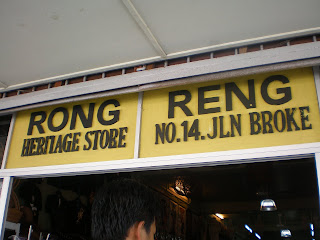 RONG RENG
HERITAGE STORE NO.14. JLN BROKE